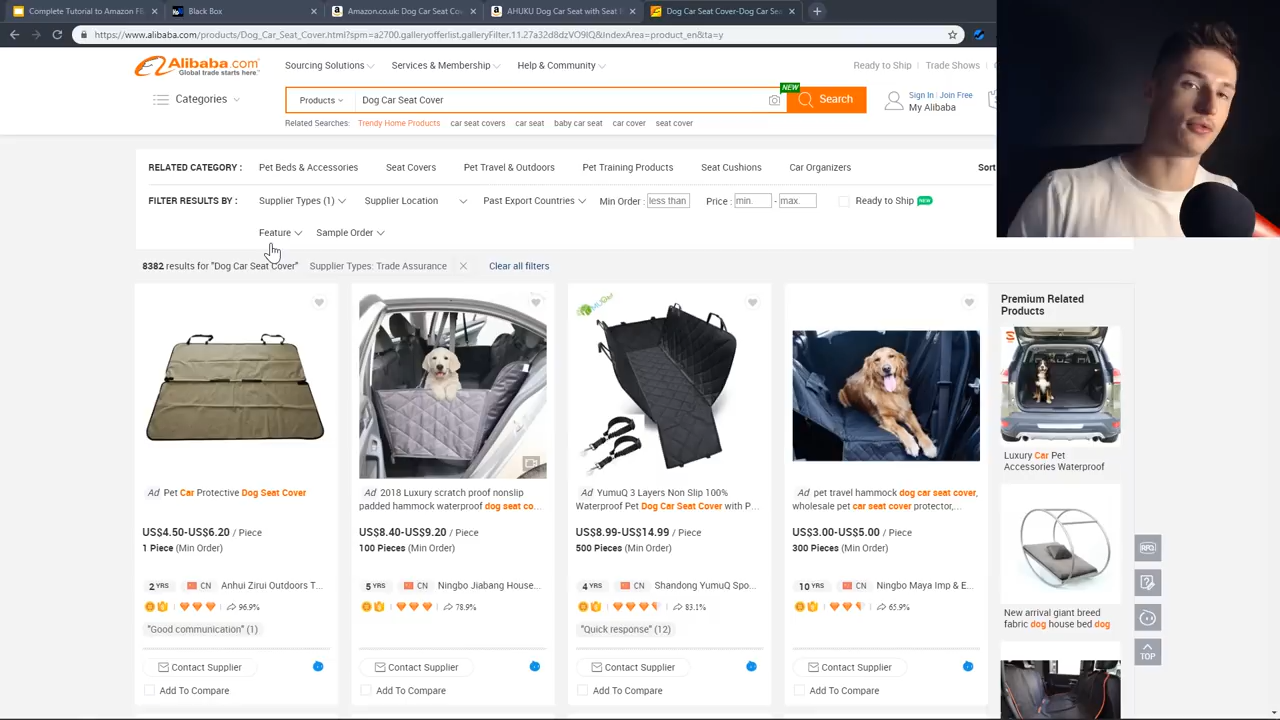 Complete Tutorial to Amazon F
Black Box
Amazon.co.uk: Dog Car Seat Co
AHUKU Dog Car Seat with Seat
Dog Car Seat Cover-Dog Car Sea
https://www.alibaba.com/products/Dog_Car_Seat_Cover.html?spm=a2700.galleryofferlist.galleryFilter.11.27a32d8dzVO9IQ&IndexArea=product_en&ta=y
Alibaba.com
Global trade starts here.
Sourcing Solutions
Services & Membership
Help & Community
Ready to Ship
Trade Shows
Categories
Products
Dog Car Seat Cover
NEW
Search
Sign In | Join Free
My Alibaba
Related Searches: Trendy Home Products car seat covers car seat baby car seat car cover seat cover
RELATED CATEGORY : Pet Beds & Accessories Seat Covers Pet Travel & Outdoors Pet Training Products Seat Cushions Car Organizers
Sort
FILTER RESULTS BY : Supplier Types (1) Supplier Location Past Export Countries Min Order : less than Price : min. - max. Ready to Ship NEW
Feature Sample Order
8382 results for "Dog Car Seat Cover" Supplier Types: Trade Assurance Clear all filters
Ad Pet Car Protective Dog Seat Cover
US$4.50-US$6.20 / Piece
1 Piece (Min Order)
2 YRS CN Anhui Zirui Outdoors T...
96.9%
"Good communication" (1)
Contact Supplier
Add To Compare
Ad 2018 Luxury scratch proof nonslip
padded hammock waterproof dog seat co...
US$8.40-US$9.20 / Piece
100 Pieces (Min Order)
5 YRS CN Ningbo Jiabang House...
78.9%
Contact Supplier
Add To Compare
Ad YumuQ 3 Layers Non Slip 100%
Waterproof Pet Dog Car Seat Cover with P...
US$8.99-US$14.99 / Piece
500 Pieces (Min Order)
4 YRS CN Shandong YumuQ Spo...
83.1%
"Quick response" (12)
Contact Supplier
Add To Compare
Ad pet travel hammock dog car seat cover,
wholesale pet car seat cover protector,...
US$3.00-US$5.00 / Piece
300 Pieces (Min Order)
10 YRS CN Ningbo Maya Imp & E...
65.9%
Contact Supplier
Add To Compare
Premium Related
Products
Luxury Car Pet
Accessories Waterproof
New arrival giant breed
fabric dog house bed dog
RFQ
TOP